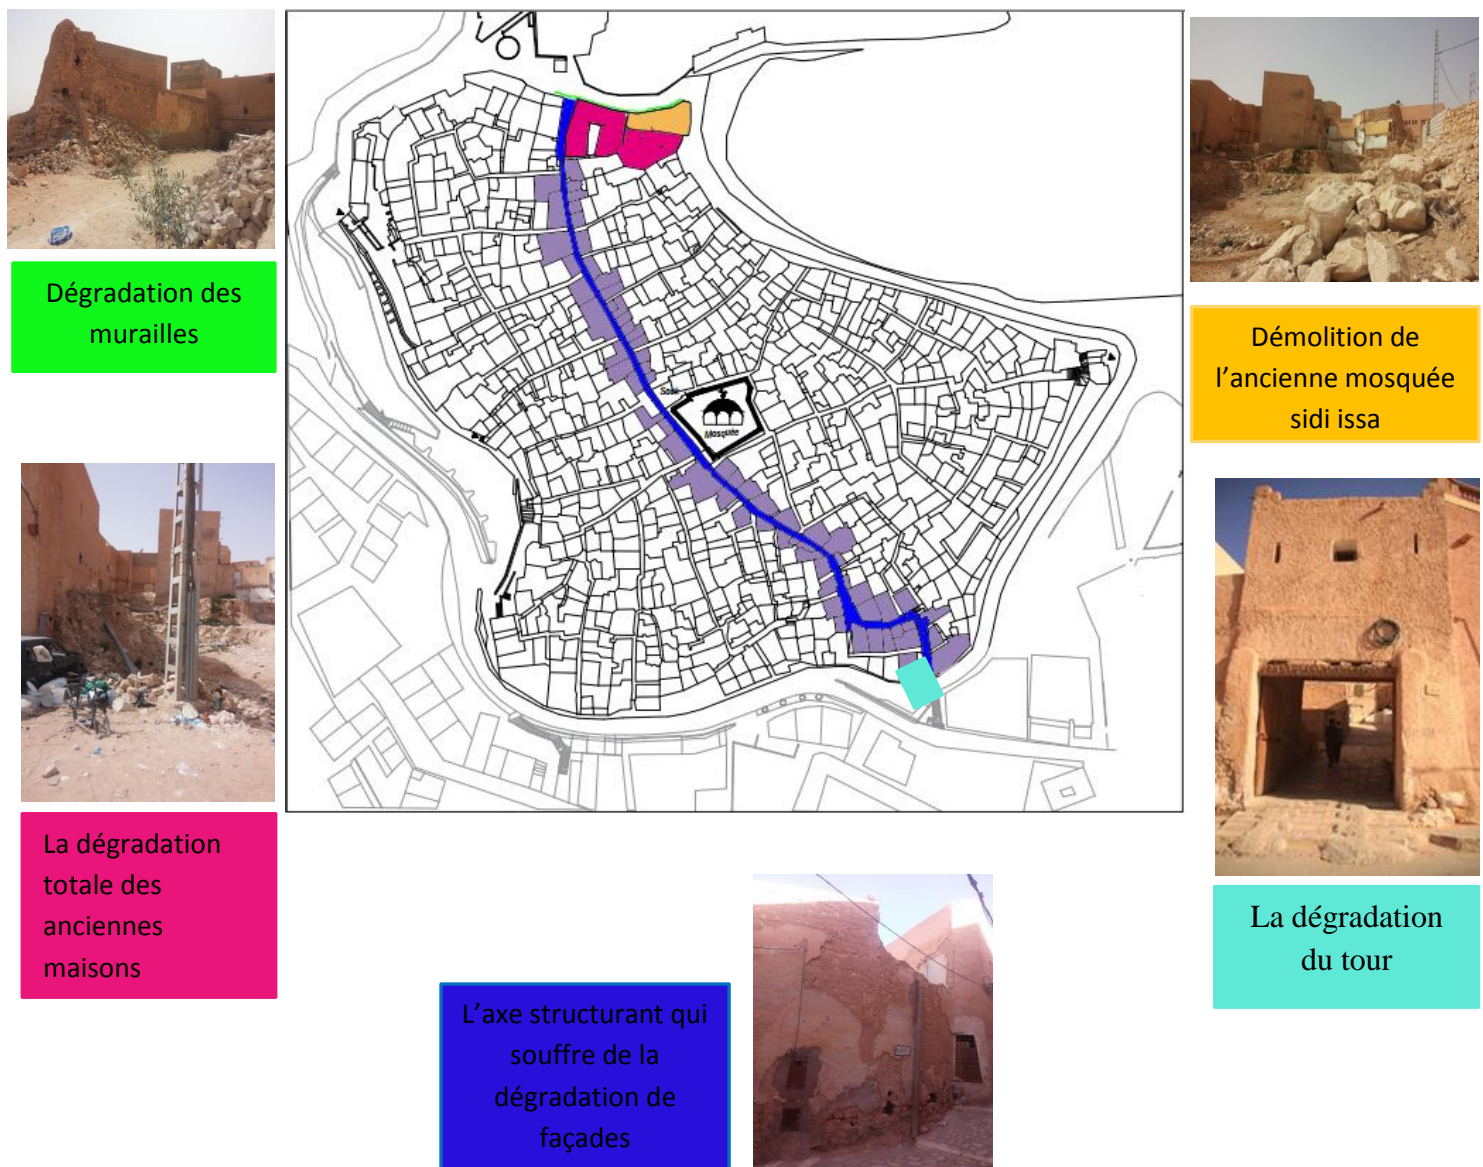 Dégradation des
murailles
Démolition de
l'ancienne mosquée
sidi issa
Mosquée
La dégradation
totale des
anciennes
maisons
La dégradation
du tour
L'axe structurant qui
souffre de la
dégradation de
façades